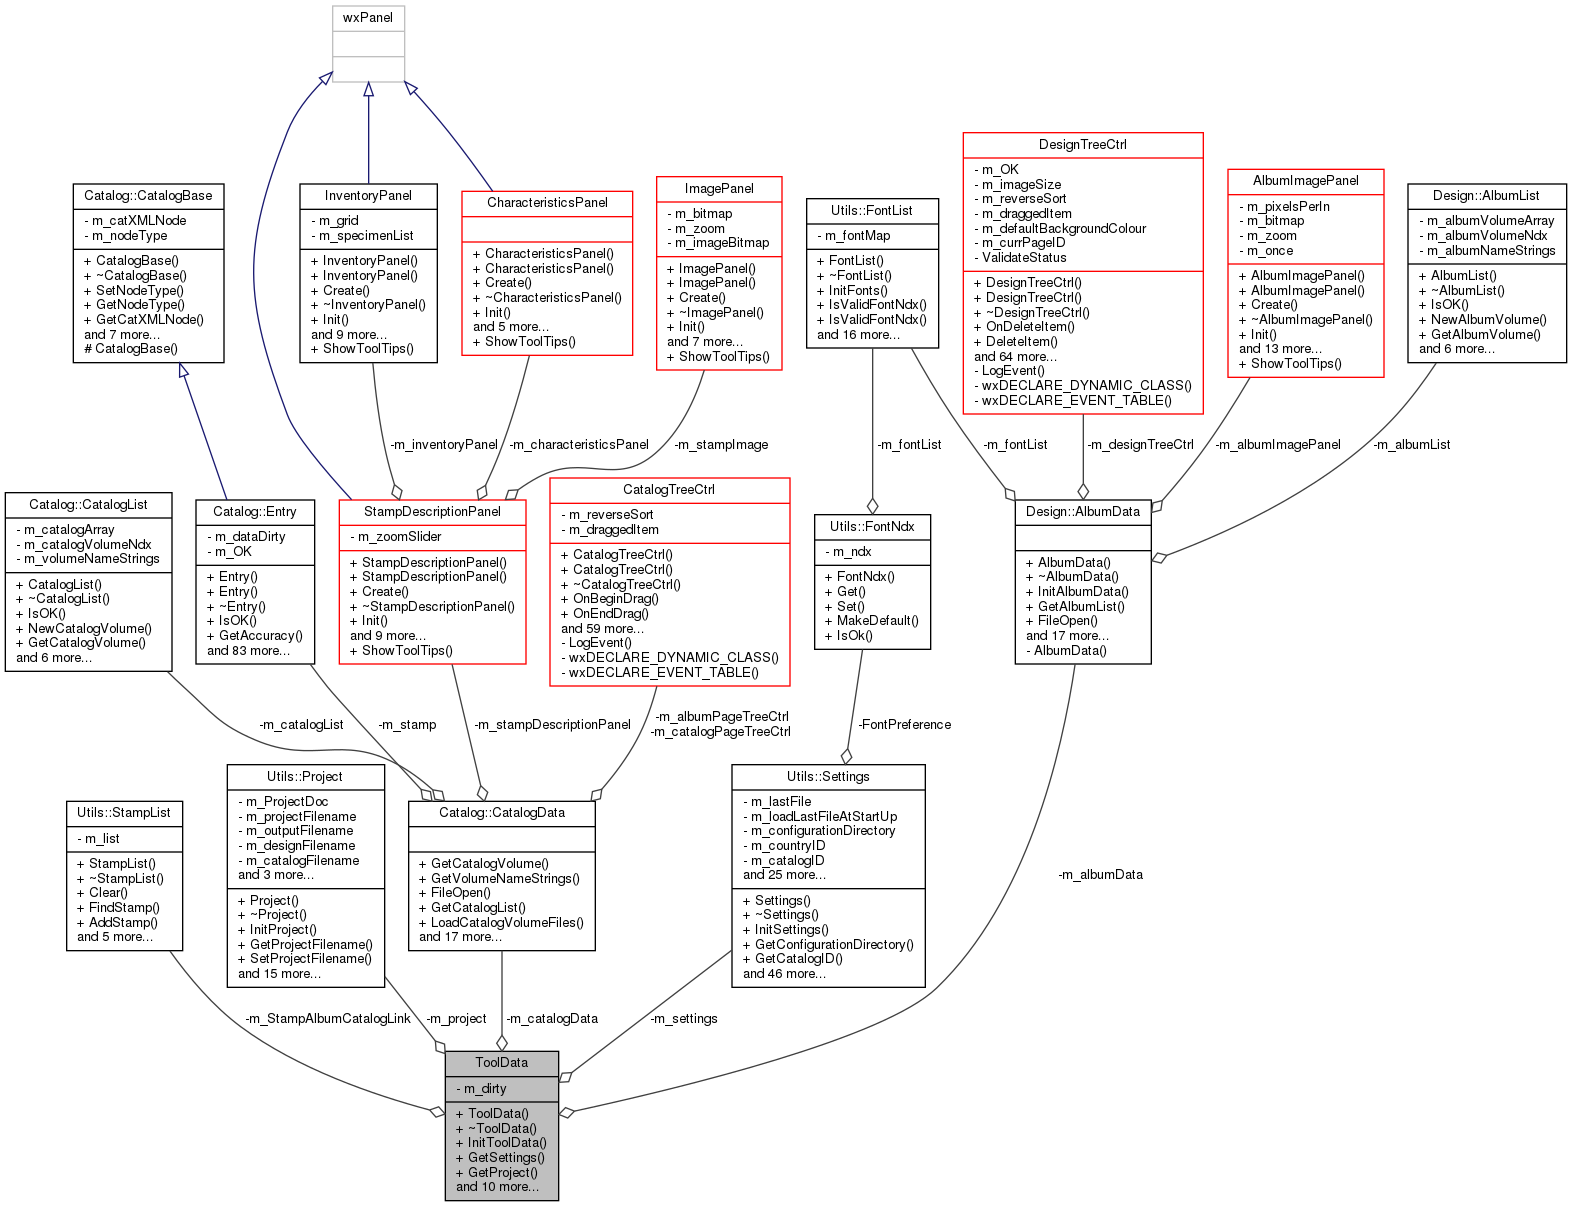 wxPanel
Catalog::CatalogBase
- m_catXMLNode
- m_nodeType
+ CatalogBase()
+ ~CatalogBase()
+ SetNodeType()
+ GetNodeType()
+ GetCatXMLNode()
and 7 more...
# CatalogBase()
InventoryPanel
- m_grid
- m_specimenList
+ InventoryPanel()
+ InventoryPanel()
+ Create()
+ ~InventoryPanel()
+ Init()
and 9 more...
+ ShowToolTips()
CharacteristicsPanel
+ CharacteristicsPanel()
+ CharacteristicsPanel()
+ Create()
+ ~CharacteristicsPanel()
+ Init()
and 5 more...
+ ShowToolTips()
ImagePanel
- m_bitmap
- m_zoom
- m_imageBitmap
+ ImagePanel()
+ ImagePanel()
+ Create()
+ ~ImagePanel()
+ Init()
and 7 more...
+ ShowToolTips()
Utils::FontList
- m_fontMap
+ FontList()
+ ~FontList()
+ InitFonts()
+ IsValidFontNdx()
+ IsValidFontNdx()
and 16 more...
DesignTreeCtrl
- m_OK
- m_imageSize
- m_reverseSort
- m_draggedItem
- m_defaultBackgroundColour
- m_currPageID
- ValidateStatus
+ DesignTreeCtrl()
+ DesignTreeCtrl()
+ ~DesignTreeCtrl()
+ OnDeleteItem()
+ DeleteItem()
and 64 more...
- LogEvent()
- wxDECLARE_DYNAMIC_CLASS()
- wxDECLARE_EVENT_TABLE()
AlbumImagePanel
- m_pixelsPerIn
- m_bitmap
- m_zoom
- m_once
+ AlbumImagePanel()
+ AlbumImagePanel()
+ Create()
+ ~AlbumImagePanel()
+ Init()
and 13 more...
+ ShowToolTips()
Design::AlbumList
- m_albumVolumeArray
- m_albumVolumeNdx
- m_albumNameStrings
+ AlbumList()
+ ~AlbumList()
+ IsOK()
+ NewAlbumVolume()
+ GetAlbumVolume()
and 6 more...
-m_inventoryPanel
-m_characteristicsPanel
-m_stampImage
-m_fontList
-m_fontList
-m_designTreeCtrl
-m_albumImagePanel
-m_albumList
Catalog::CatalogList
- m_catalogArray
- m_catalogVolumeNdx
- m_volumeNameStrings
+ CatalogList()
+ ~CatalogList()
+ IsOK()
+ NewCatalogVolume()
+ GetCatalogVolume()
and 6 more...
Catalog::Entry
- m_dataDirty
- m_OK
+ Entry()
+ Entry()
+ ~Entry()
+ IsOK()
+ GetAccuracy()
and 83 more...
StampDescriptionPanel
- m_zoomSlider
+ StampDescriptionPanel()
+ StampDescriptionPanel()
+ Create()
+ ~StampDescriptionPanel()
+ Init()
and 9 more...
+ ShowToolTips()
CatalogTreeCtrl
- m_reverseSort
- m_draggedItem
+ CatalogTreeCtrl()
+ CatalogTreeCtrl()
+ ~CatalogTreeCtrl()
+ OnBeginDrag()
+ OnEndDrag()
and 59 more...
- LogEvent()
- wxDECLARE_DYNAMIC_CLASS()
- wxDECLARE_EVENT_TABLE()
Utils::FontNdx
- m_ndx
+ FontNdx()
+ Get()
+ Set()
+ MakeDefault()
+ IsOk()
Design::AlbumData
+ AlbumData()
+ ~AlbumData()
+ InitAlbumData()
+ GetAlbumList()
+ FileOpen()
and 17 more...
- AlbumData()
-m_catalogList
-m_stamp
-m_stampDescriptionPanel
-m_albumPageTreeCtrl
-m_catalogPageTreeCtrl
-FontPreference
Utils::StampList
- m_list
+ StampList()
+ ~StampList()
+ Clear()
+ FindStamp()
+ AddStamp()
and 5 more...
Utils::Project
- m_ProjectDoc
- m_projectFilename
- m_outputFilename
- m_designFilename
- m_catalogFilename
and 3 more...
+ Project()
+ ~Project()
+ InitProject()
+ GetProjectFilename()
+ SetProjectFilename()
and 15 more...
Catalog::CatalogData
+ GetCatalogVolume()
+ GetVolumeNameStrings()
+ FileOpen()
+ GetCatalogList()
+ LoadCatalogVolumeFiles()
and 17 more...
Utils::Settings
- m_lastFile
- m_loadLastFileAtStartUp
- m_configurationDirectory
- m_countryID
- m_catalogID
and 25 more...
+ Settings()
+ ~Settings()
+ InitSettings()
+ GetConfigurationDirectory()
+ GetCatalogID()
and 46 more...
-m_albumData
-m_StampAlbumCatalogLink
-m_project
-m_catalogData
-m_settings
ToolData
- m_dirty
+ ToolData()
+ ~ToolData()
+ InitToolData()
+ GetSettings()
+ GetProject()
and 10 more...